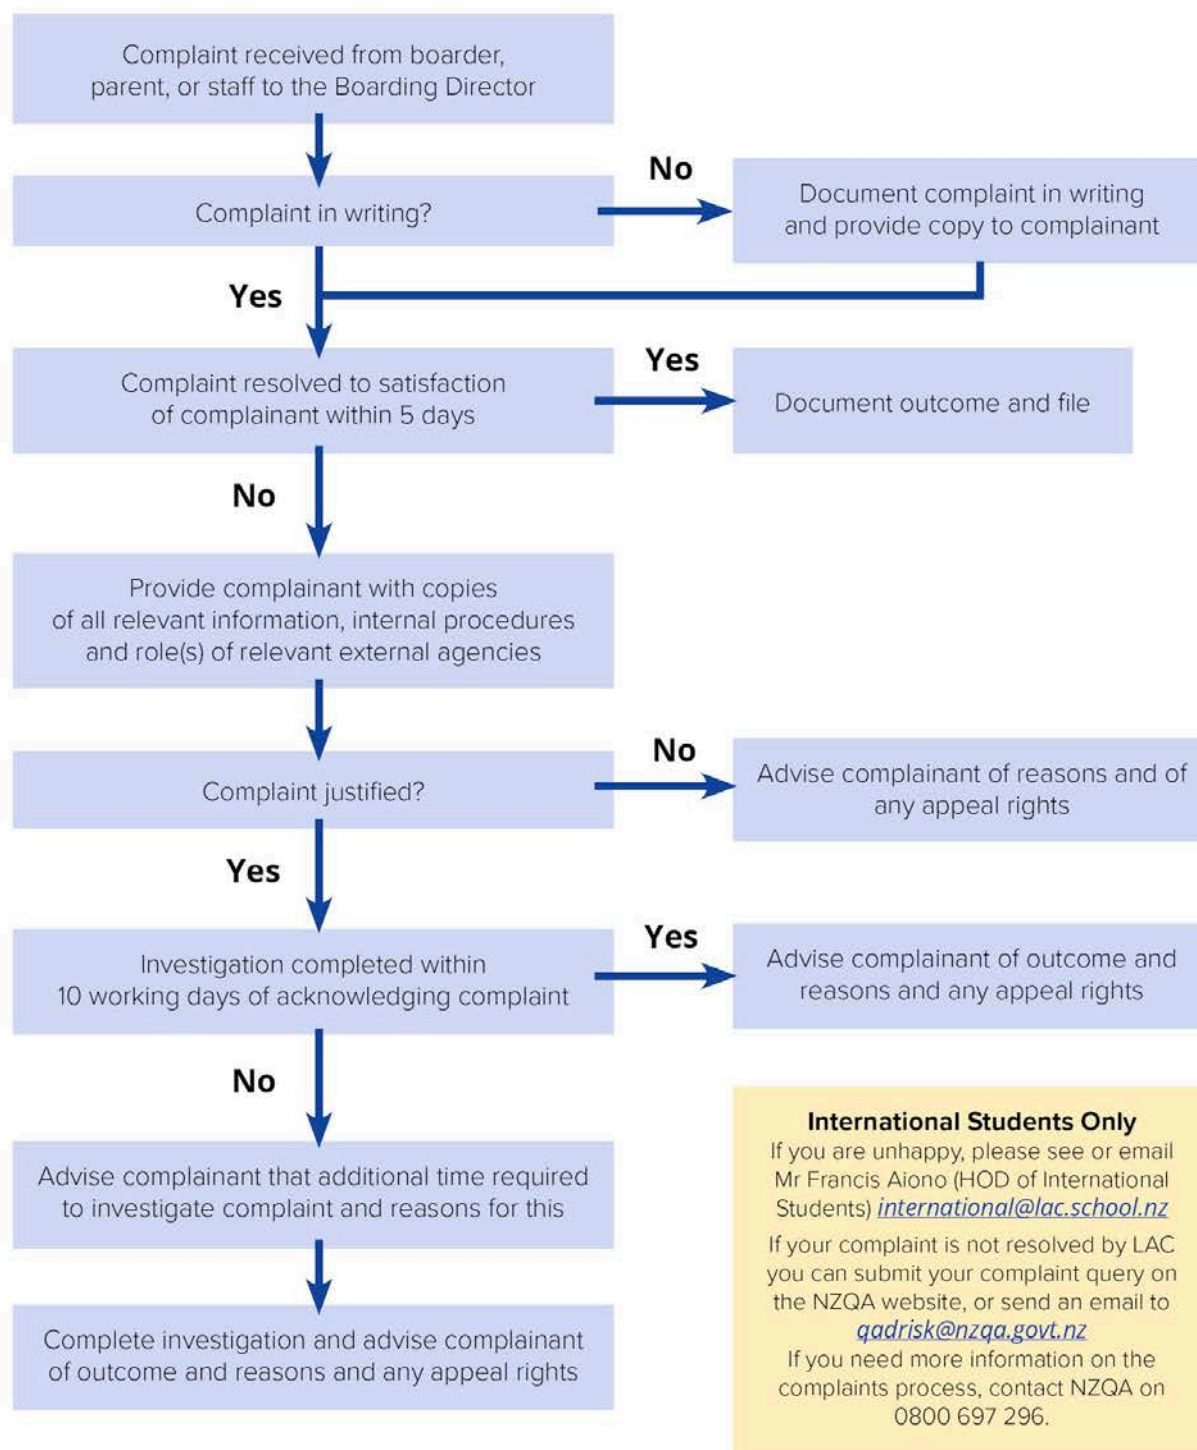 Complaint received from boarder,
parent, or staff to the Boarding Director
Complaint in writing?
No
Document complaint in writing
and provide copy to complainant
Yes
Complaint resolved to satisfaction
of complainant within 5 days
Yes
Document outcome and file
No
Provide complainant with copies
of all relevant information, internal procedures
and role(s) of relevant external agencies
Complaint justified?
No
Advise complainant of reasons and of
any appeal rights
Yes
Investigation completed within
10 working days of acknowledging complaint
Yes
Advise complainant of outcome and
reasons and any appeal rights
No
Advise complainant that additional time required
to investigate complaint and reasons for this
Complete investigation and advise complainant
of outcome and reasons and any appeal rights
International Students Only
If you are unhappy, please see or email
Mr Francis Aiono (HOD of International
Students) international@lac.school.nz
If your complaint is not resolved by LAC
you can submit your complaint query on
the NZQA website, or send an email to
qadrisk@nzqa.govt.nz
If you need more information on the
complaints process, contact NZQA on
0800 697 296.